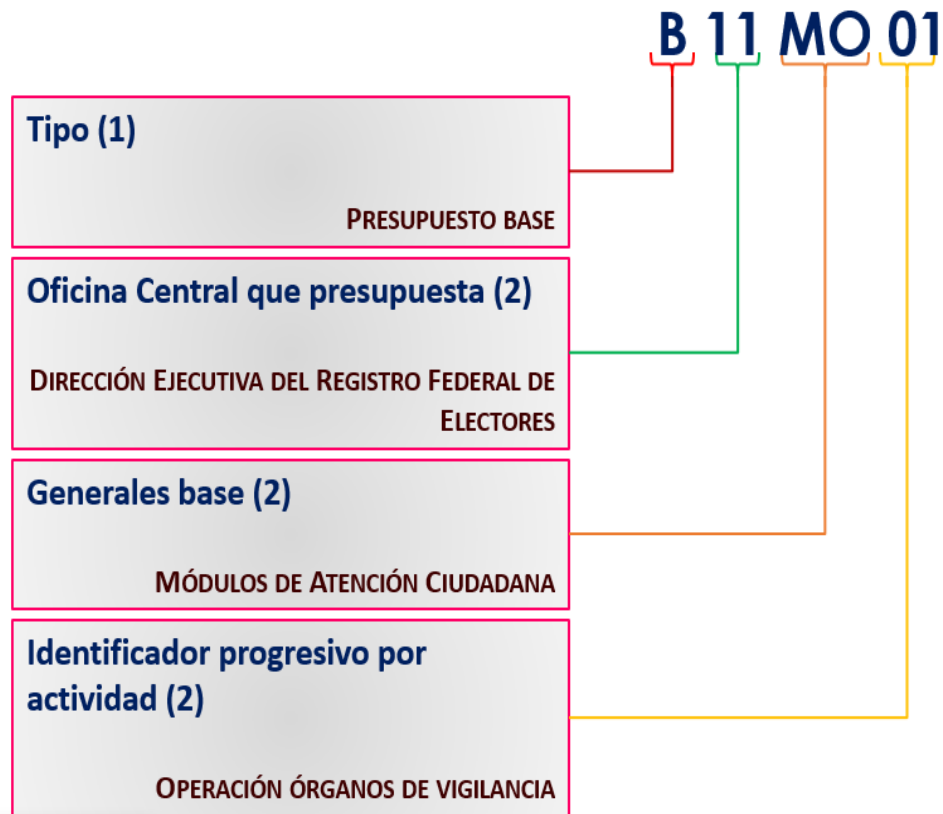 B 11 MO 01
Tipo (1)
PRESUPUESTO BASE
Oficina Central que presupuesta (2)
DIRECCIÓN EJECUTIVA DEL REGISTRO FEDERAL DE
ELECTORES
Generales base (2)
MÓDULOS DE ATENCIÓN CIUDADANA
Identificador progresivo por
actividad (2)
OPERACIÓN ÓRGANOS DE VIGILANCIA